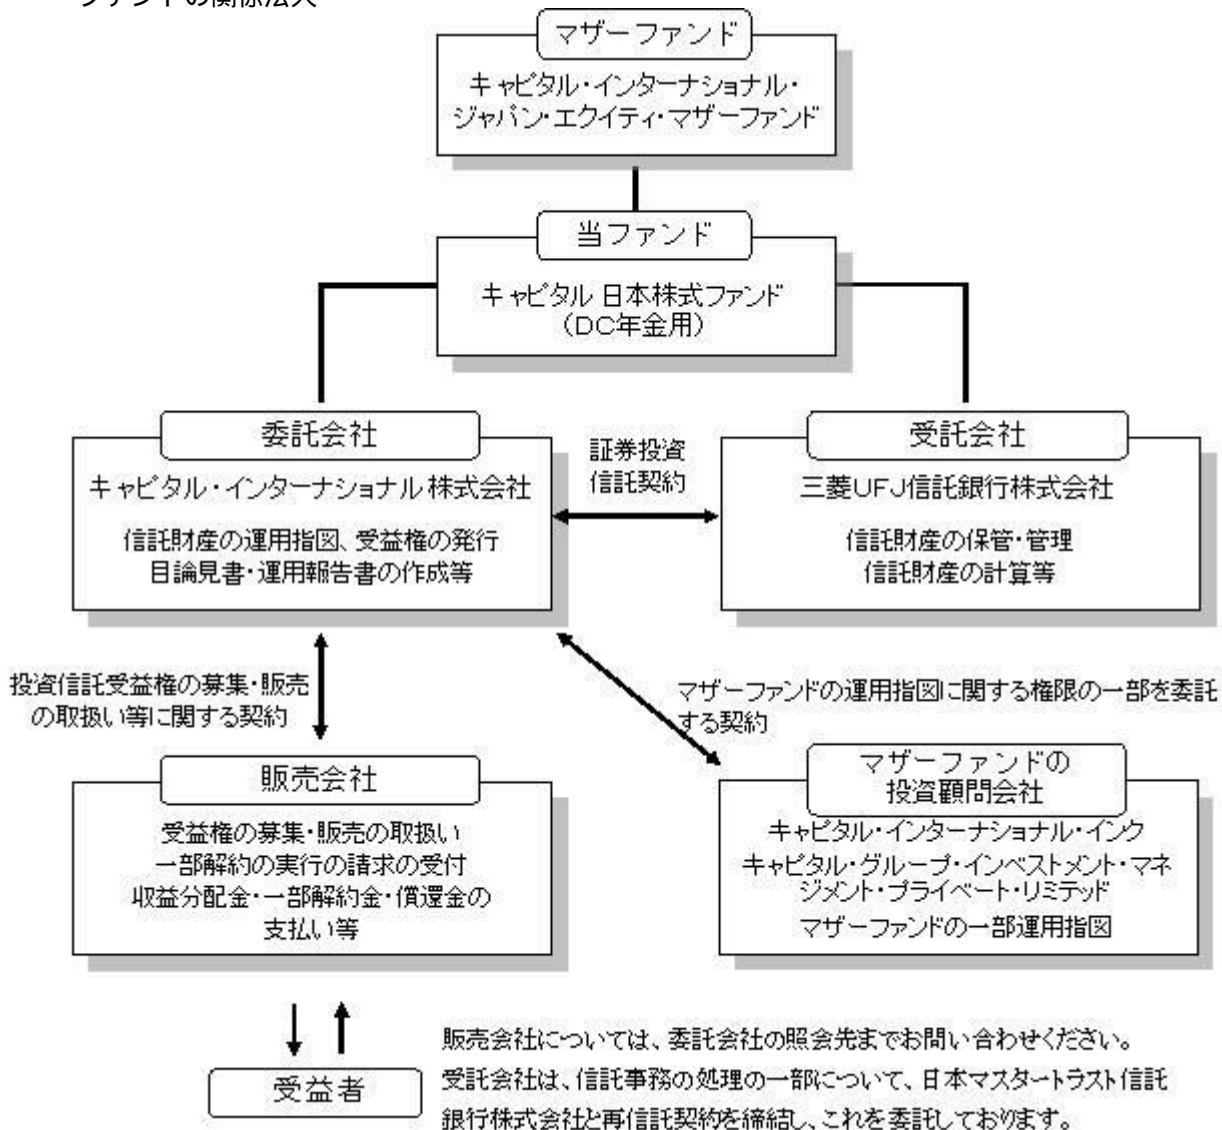 ファンドの関係法人
マザーファンド
キャピタル・インターナショナル・
ジャパン・エクイティ・マザーファンド
当ファンド
キャピタル 日本株式ファンド
（DC年金用）
委託会社
キャピタル・インターナショナル 株式会社
信託財産の運用指図、受益権の発行
目論見書・運用報告書の作成等
証券投資
信託契約
受託会社
三菱UFJ信託銀行株式会社
信託財産の保管・管理
信託財産の計算等
投資信託受益権の募集・販売
の取扱い等に関する契約
マザーファンドの運用指図に関する権限の一部を委託
する契約
販売会社
受益権の募集・販売の取扱い
一部解約の実行の請求の受付
収益分配金・一部解約金・償還金の
支払い等
マザーファンドの
投資顧問会社
キャピタル・インターナショナル・インク
キャピタル・グループ・インベストメント・マネ
ジメント・プライベート・リミテッド
マザーファンドの一部運用指図
受益者
販売会社については、委託会社の照会先までお問い合わせください。
受託会社は、信託事務の処理の一部について、日本マスタートラスト信託
銀行株式会社と再信託契約を締結し、これを委託しております。